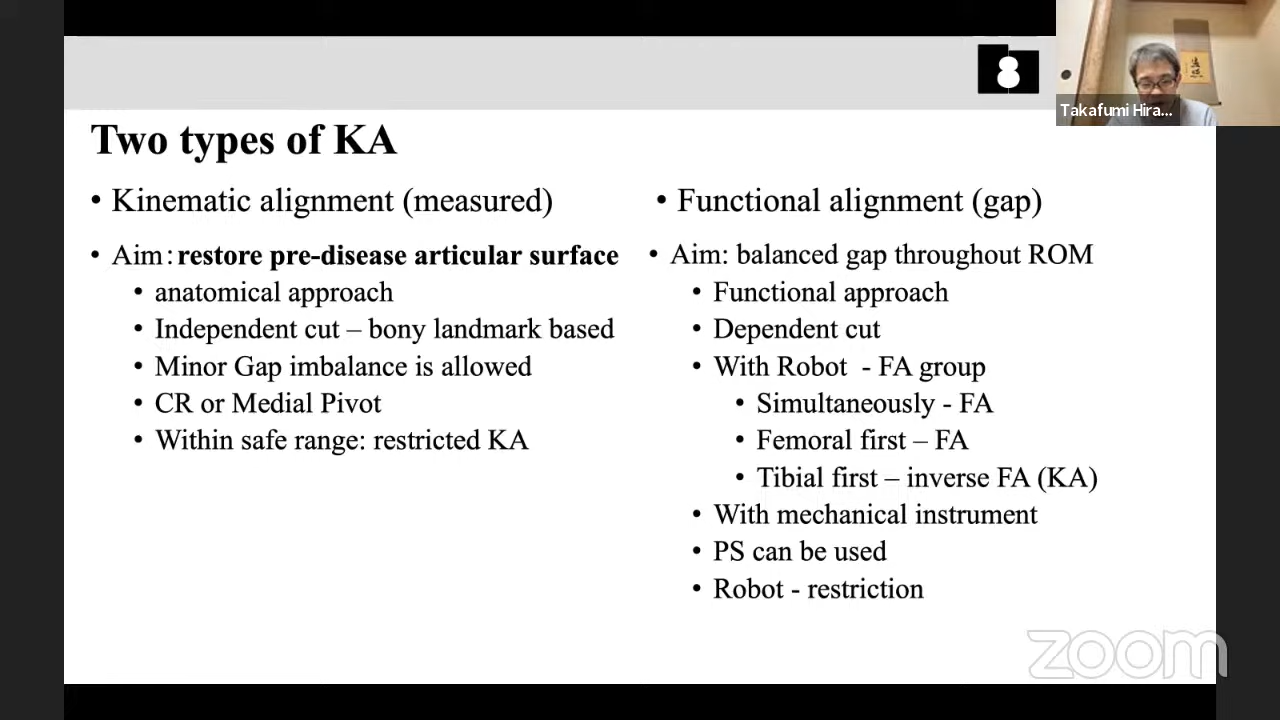 Takafumi Hira...
Two types of KA
• Kinematic alignment (measured)
• Aim : restore pre-disease articular surface
• anatomical approach
• Independent cut – bony landmark based
• Minor Gap imbalance is allowed
• CR or Medial Pivot
• Within safe range: restricted KA
• Functional alignment (gap)
• Aim: balanced gap throughout ROM
• Functional approach
• Dependent cut
• With Robot - FA group
• Simultaneously - FA
• Femoral first – FA
• Tibial first – inverse FA (KA)
• With mechanical instrument
• PS can be used
• Robot - restriction
zoom